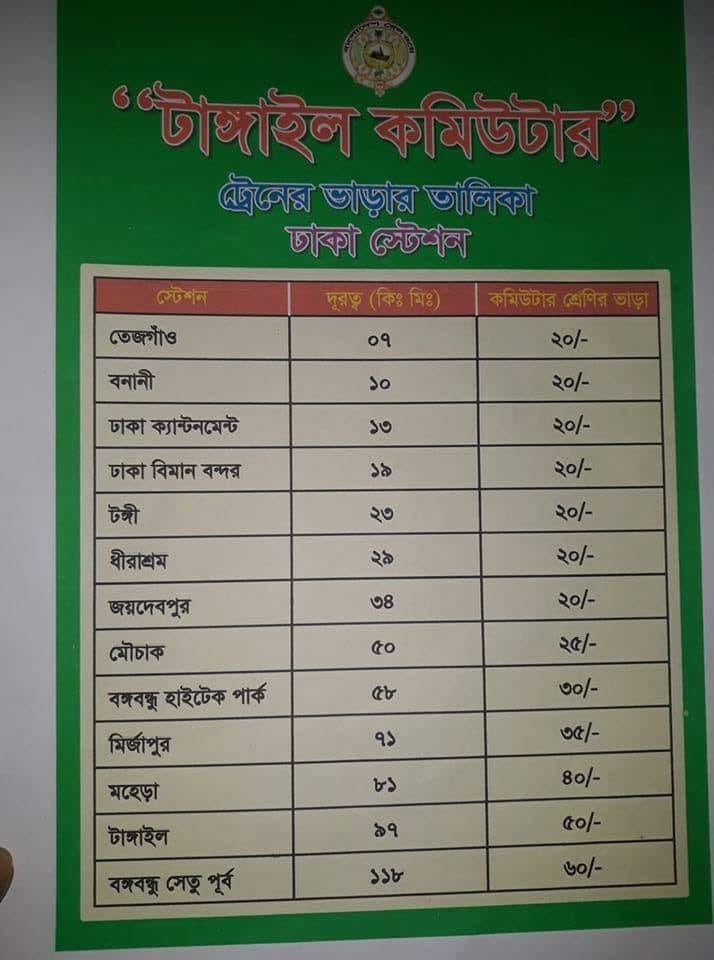 “টাঙ্গাইল কমিউটার”
ট্রেনের ভাড়ার তালিকা
ঢাকা স্টেশন
স্টেশন দূরত্ব (কিঃ মিঃ) কমিউটার শ্রেণির ভাড়া
তেজগাঁও ০৭ ২০/-
বনানী ১০ ২০/-
ঢাকা ক্যান্টনমেন্ট ১৩ ২০/-
ঢাকা বিমান বন্দর ১৯ ২০/-
টঙ্গী ২৩ ২০/-
ধীরাশ্রম ২৯ ২০/-
জয়দেবপুর ৩৪ ২০/-
মৌচাক ৫০ ২৫/-
বঙ্গবন্ধু হাইটেক পার্ক ৫৮ ৩০/-
মির্জাপুর ৭১ ৩৫/-
মহেড়া ৮১ ৪০/-
টাঙ্গাইল ৯৭ ৫০/-
বঙ্গবন্ধু সেতু পূর্ব ১১৮ ৬০/-